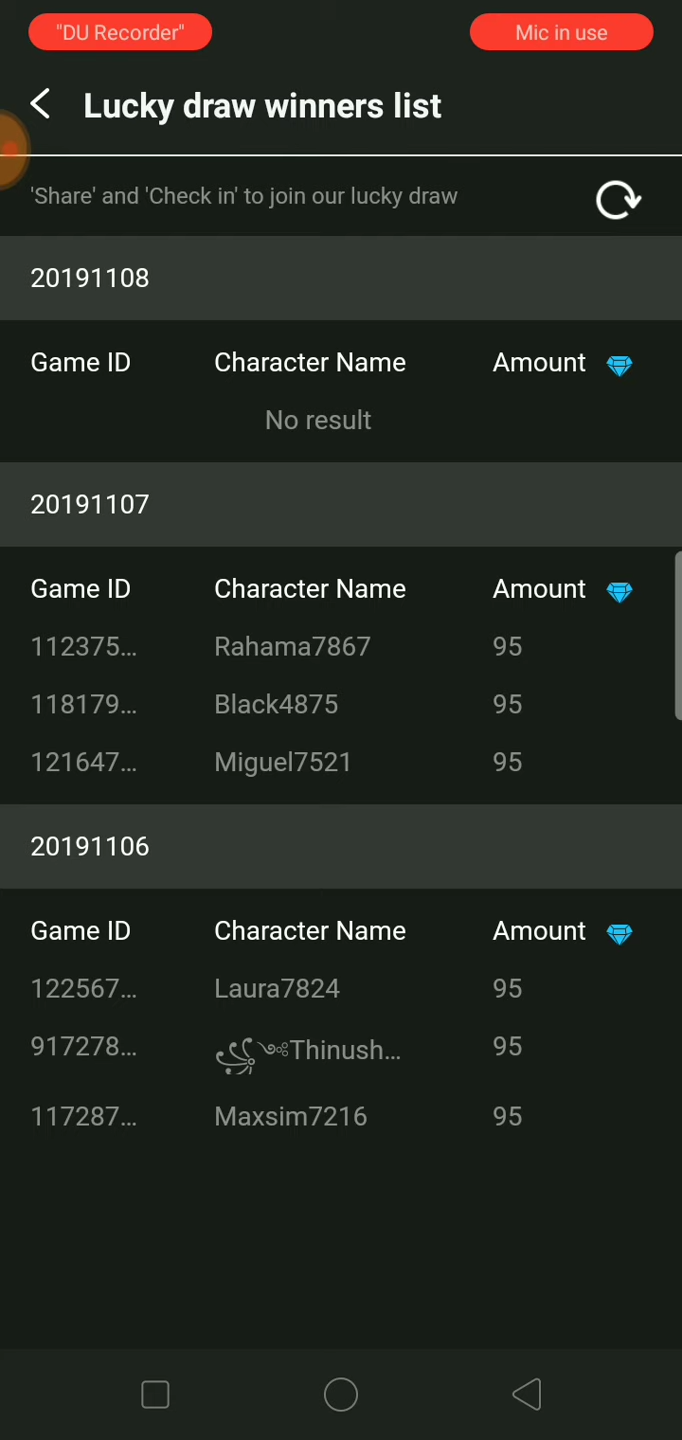 "DU Recorder"
Mic in use
Lucky draw winners list
'Share' and 'Check in' to join our lucky draw
20191108
Game ID Character Name Amount
No result
20191107
Game ID Character Name Amount
112375... Rahama7867 95
118179... Black4875 95
121647... Miguel7521 95
20191106
Game ID Character Name Amount
122567... Laura7824 95
917278... ꧁༺Thinush... 95
117287... Maxsim7216 95